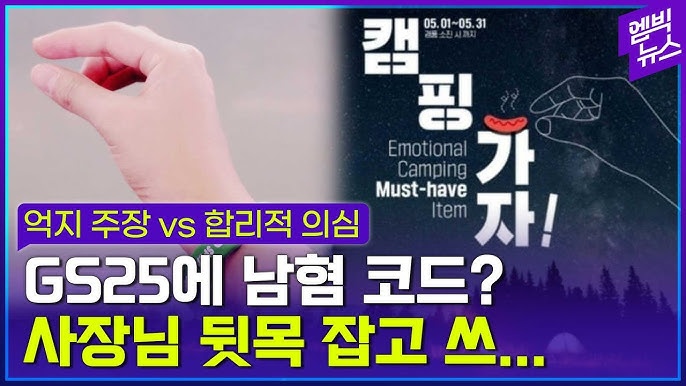 05.01~05.31
캠핑
가자!
Emotional
Camping
Must-have
Item
엠빅
뉴스
억지 주장 vs 합리적 의심
GS25에 남혐 코드?
사장님 뒷목 잡고 쓰...